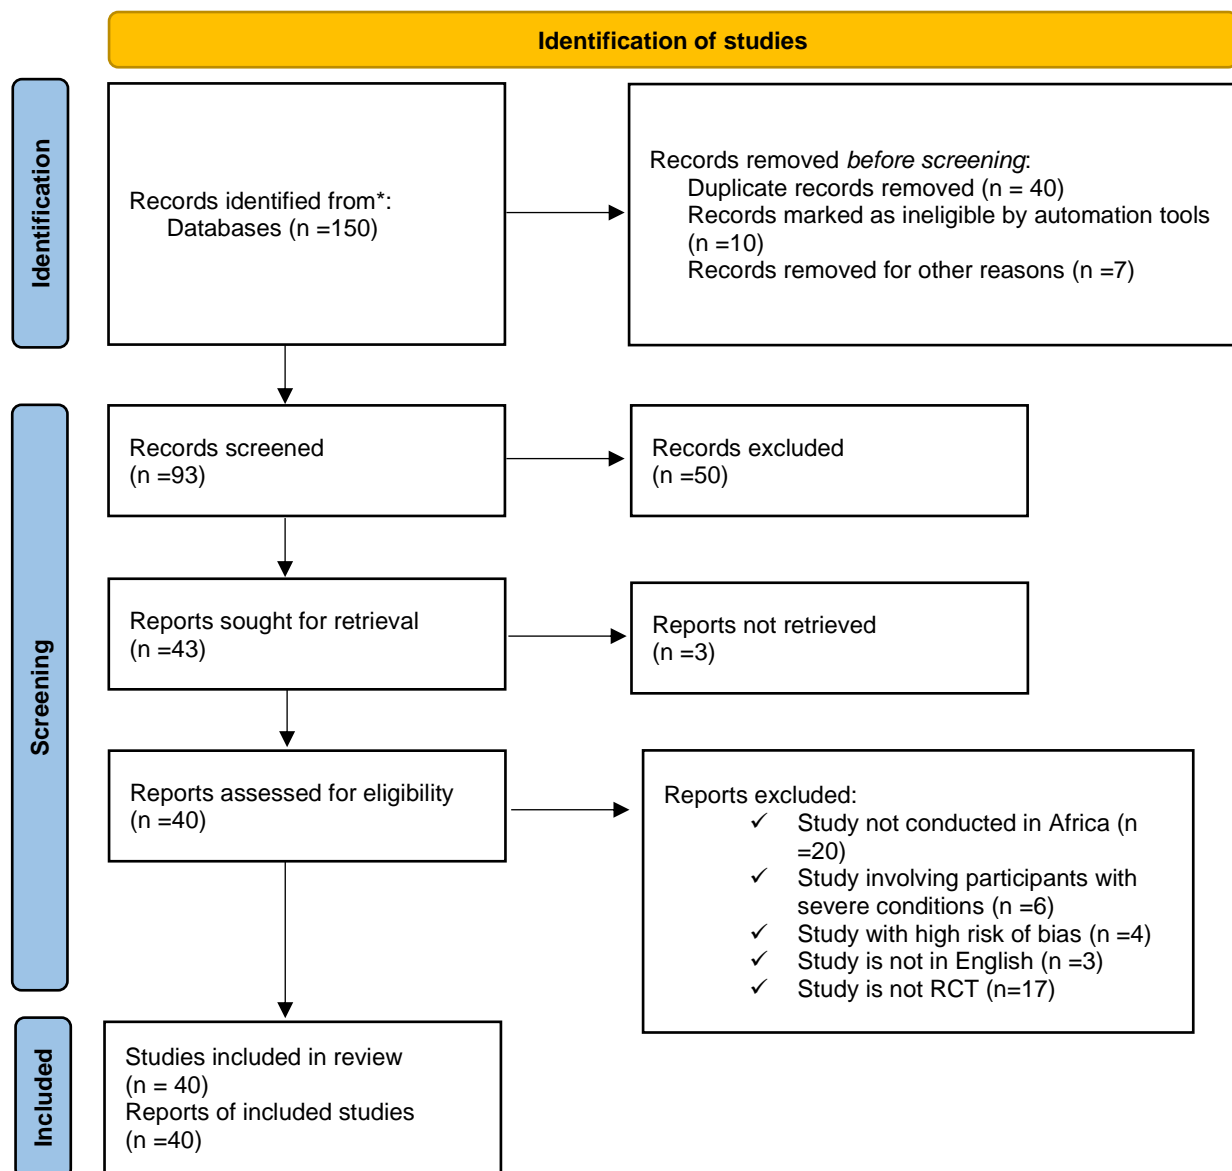 Identification of studies
Identification
Records identified from*:
Databases (n =150)
Records removed before screening:
Duplicate records removed (n = 40)
Records marked as ineligible by automation tools
(n =10)
Records removed for other reasons (n =7)
Screening
Records screened
(n =93)
Records excluded
(n =50)
Reports sought for retrieval
(n =43)
Reports not retrieved
(n =3)
Reports assessed for eligibility
(n =40)
Reports excluded:
✓ Study not conducted in Africa (n
=20)
✓ Study involving participants with
severe conditions (n =6)
✓ Study with high risk of bias (n =4)
✓ Study is not in English (n =3)
✓ Study is not RCT (n=17)
Included
Studies included in review
(n = 40)
Reports of included studies
(n =40)